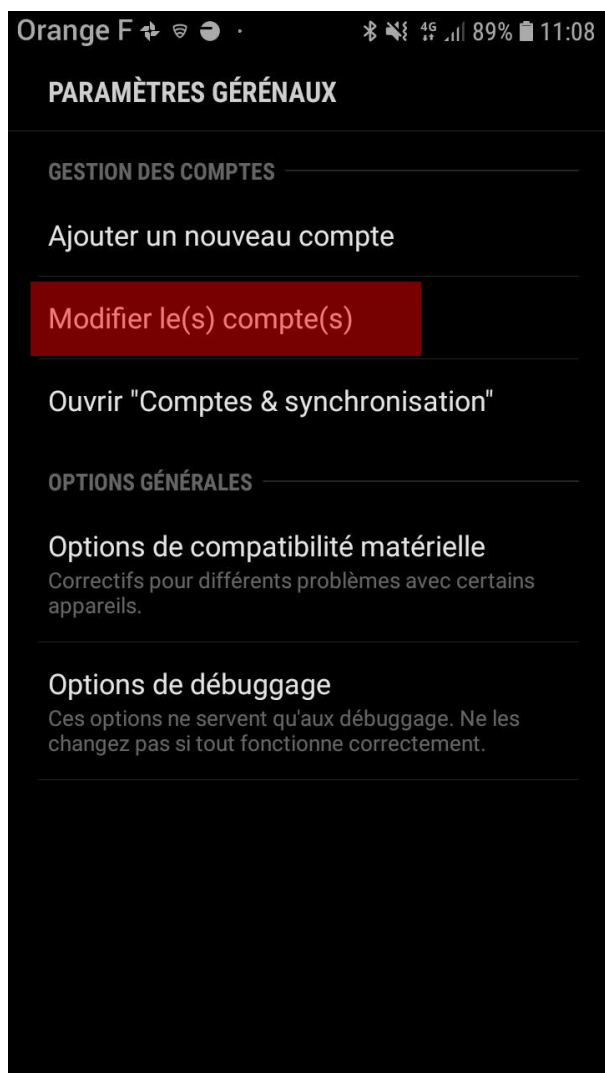 Orange F 4G 89% 11:08
PARAMÈTRES GÉRÉNAUX
GESTION DES COMPTES
Ajouter un nouveau compte
Modifier le(s) compte(s)
Ouvrir "Comptes & synchronisation"
OPTIONS GÉNÉRALES
Options de compatibilité matérielle
Correctifs pour différents problèmes avec certains
appareils.
Options de débuggage
Ces options ne servent qu'aux débuggage. Ne les
changez pas si tout fonctionne correctement.